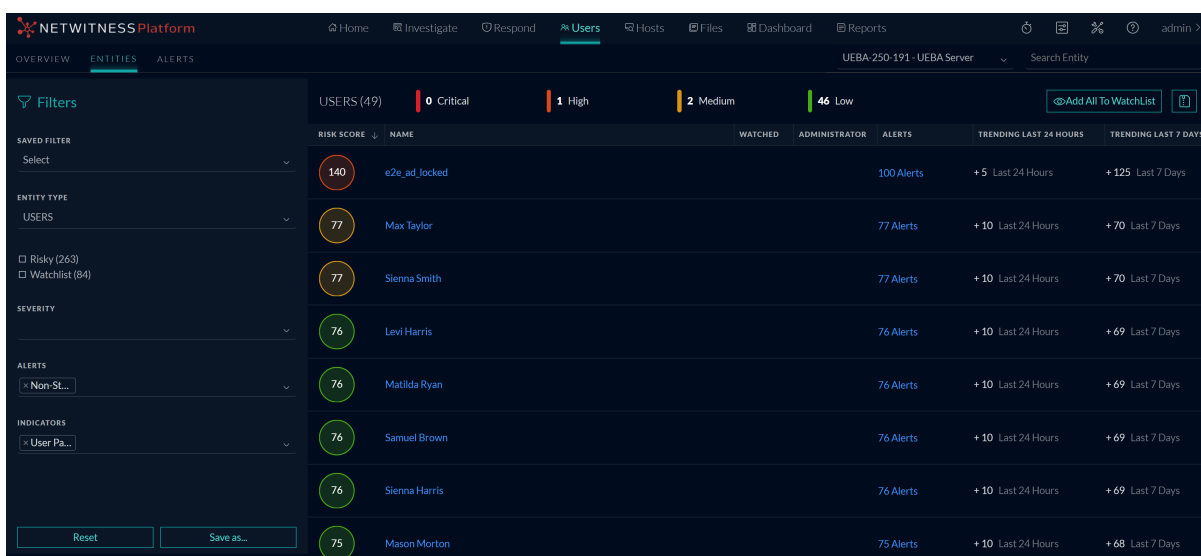 NETWITNESS Platform
Home Investigate Respond Users Hosts Files Dashboard Reports admin
OVERVIEW ENTITIES ALERTS
UEBA-250-191 - UEBA Server Search Entity
Filters
SAVED FILTER
Select
ENTITY TYPE
USERS
Risky (263)
Watchlist (84)
SEVERITY
ALERTS
× Non-St...
INDICATORS
× User Pa...
Reset Save as...
USERS (49) 0 Critical 1 High 2 Medium 46 Low Add All To WatchList
RISK SCORE ↓ NAME WATCHED ADMINISTRATOR ALERTS TRENDING LAST 24 HOURS TRENDING LAST 7 DAYS
140 e2e_ad_locked 100 Alerts + 5 Last 24 Hours + 125 Last 7 Days
77 Max Taylor 77 Alerts + 10 Last 24 Hours + 70 Last 7 Days
77 Sienna Smith 77 Alerts + 10 Last 24 Hours + 70 Last 7 Days
76 Levi Harris 76 Alerts + 10 Last 24 Hours + 69 Last 7 Days
76 Matilda Ryan 76 Alerts + 10 Last 24 Hours + 69 Last 7 Days
76 Samuel Brown 76 Alerts + 10 Last 24 Hours + 69 Last 7 Days
76 Sienna Harris 76 Alerts + 10 Last 24 Hours + 69 Last 7 Days
75 Mason Morton 75 Alerts + 10 Last 24 Hours + 68 Last 7 Days